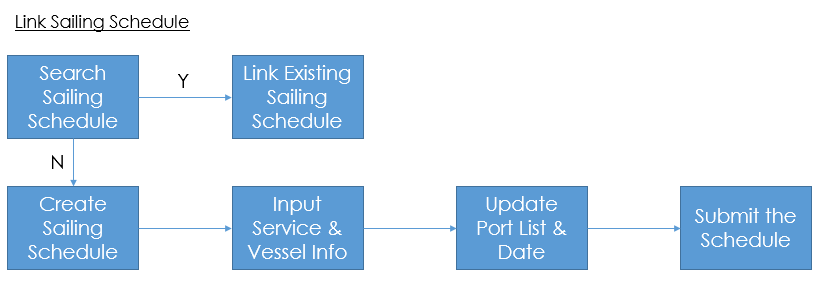 Link Sailing Schedule
Search
Sailing
Schedule
Y
Link Existing
Sailing
Schedule
N
Create
Sailing
Schedule
Input
Service &
Vessel Info
Update
Port List &
Date
Submit the
Schedule